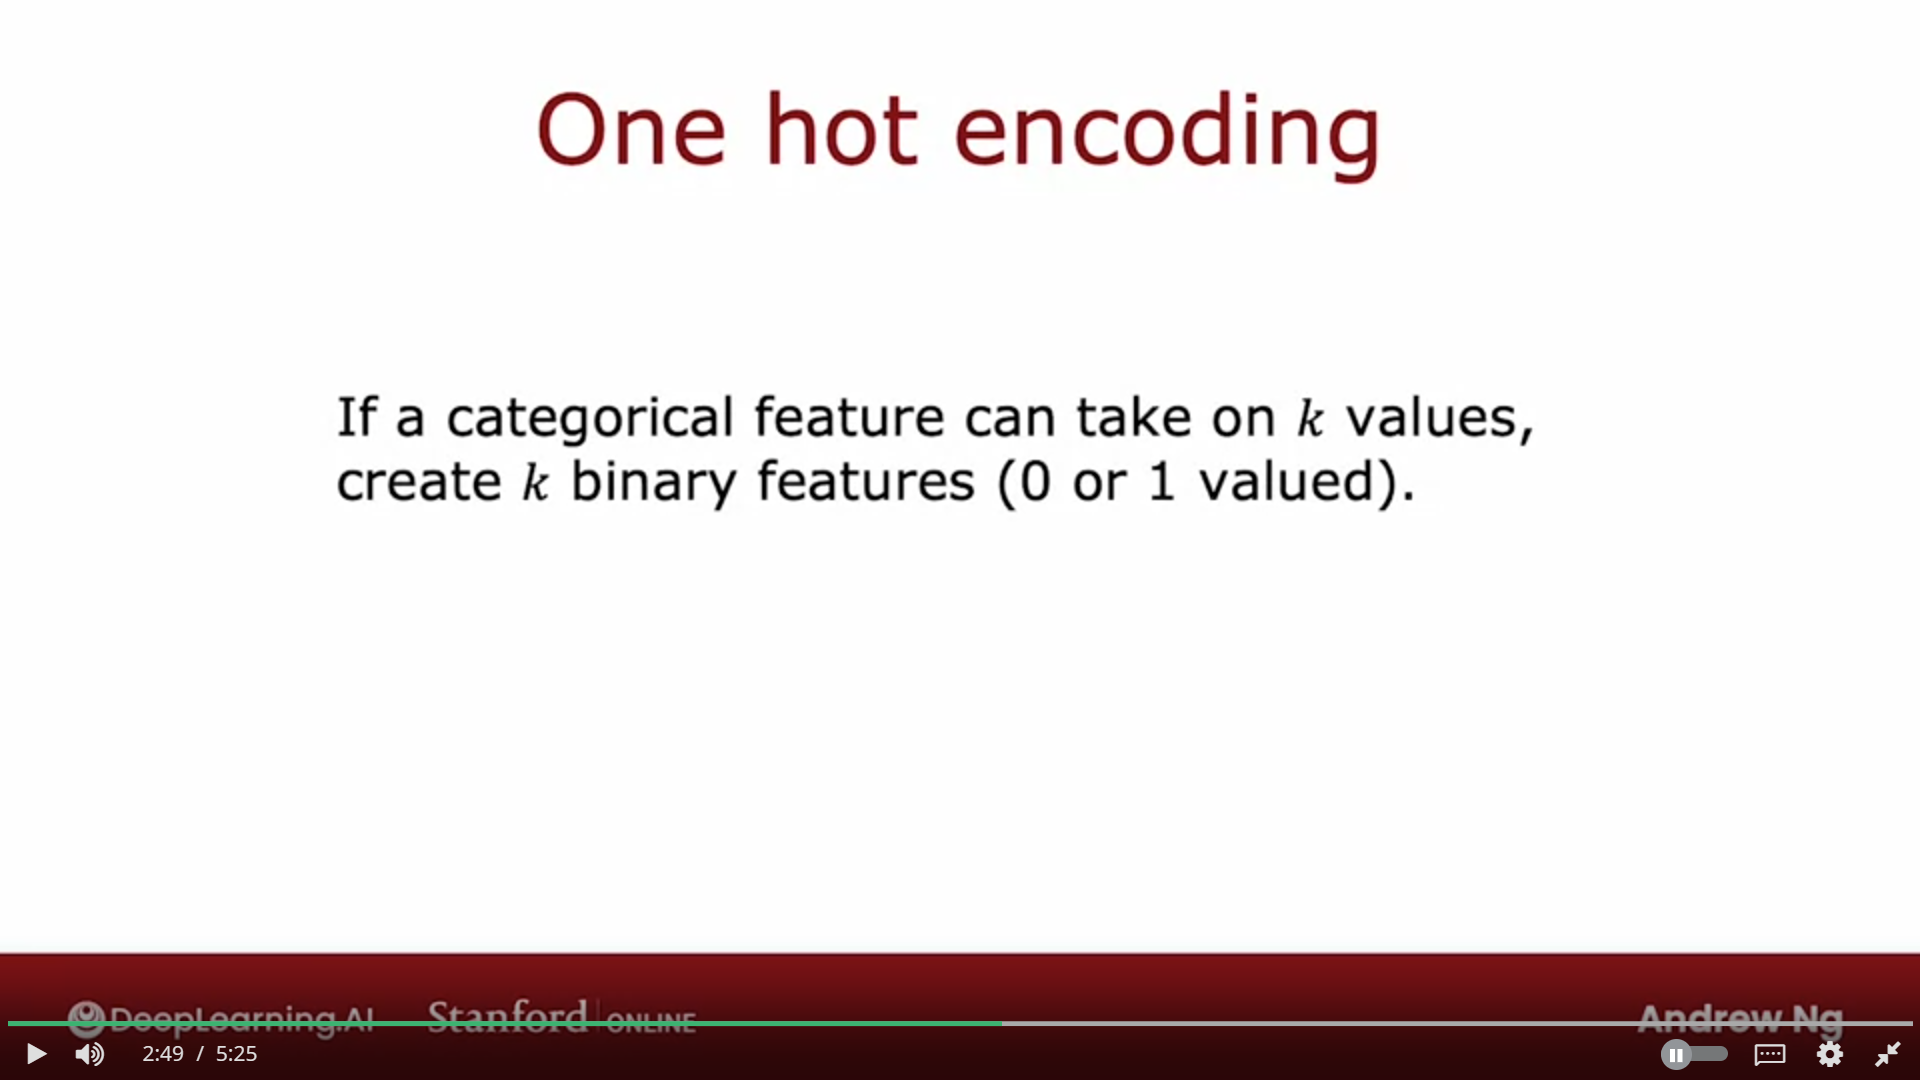 One hot encoding
If a categorical feature can take on k values,
create k binary features (0 or 1 valued).
DeepLearning.AI
Stanford | ONLINE
Andrew Ng
2:49 / 5:25